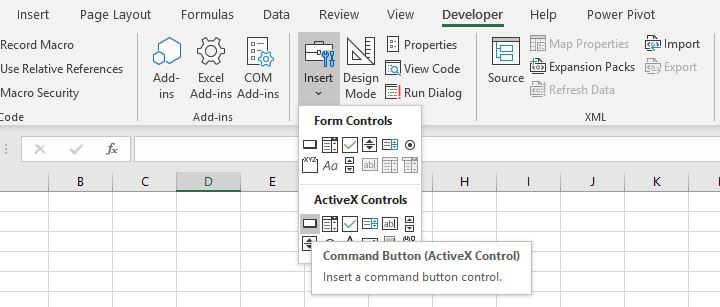 Insert Page Layout Formulas Data Review View Developer Help Power Pivot
Record Macro
Use Relative References
Macro Security
Code
Add-
ins
Excel
Add-ins
COM
Add-ins
Add-ins
Insert
Design
Mode
Properties
View Code
Run Dialog
Source
Map Properties
Expansion Packs
Refresh Data
Import
Export
XML
Form Controls
XYZ Aa ab
ActiveX Controls
ab
A
fx
B C D E H I J K
Command Button (ActiveX Control)
Insert a command button control.